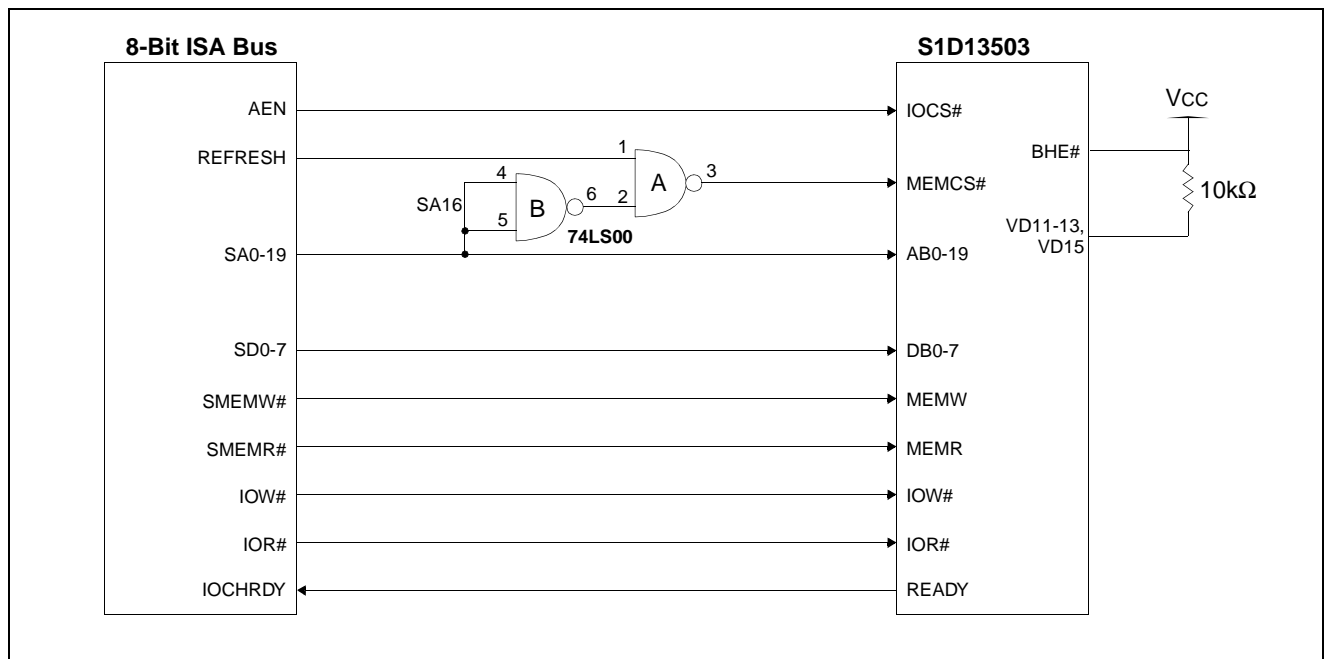 8-Bit ISA Bus
S1D13503
AEN
IOCS#
VCC
REFRESH
1
BHE#
4
A
3
MEMCS#
SA16
6
2
10kΩ
5
B
74LS00
VD11-13,
VD15
SA0-19
AB0-19
SD0-7
DB0-7
SMEMW#
MEMW
SMEMR#
MEMR
IOW#
IOW#
IOR#
IOR#
IOCHRDY
READY